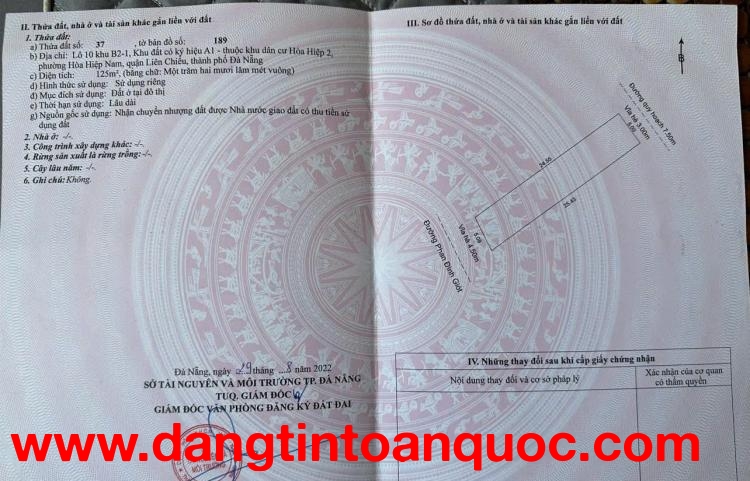 II. Thửa đất, nhà ở và tài sản khác gắn liền với đất
1. Thửa đất:
a) Thửa đất số: 37 , tờ bản đồ số: 189
b) Địa chỉ: Lô 10 khu B2-1, Khu đất có ký hiệu A1 - thuộc khu dân cư Hòa Hiệp 2,
phường Hòa Hiệp Nam, quận Liên Chiểu, thành phố Đà Nẵng
c) Diện tích: 125m², (bằng chữ: Một trăm hai mươi lăm mét vuông)
d) Hình thức sử dụng: Sử dụng riêng
đ) Mục đích sử dụng: Đất ở tại đô thị
e) Thời hạn sử dụng: Lâu dài
g) Nguồn gốc sử dụng: Nhận chuyển nhượng đất được Nhà nước giao đất có thu tiền sử
dụng đất
2. Nhà ở: -/-
3. Công trình xây dựng khác: -/-
4. Rừng sản xuất là rừng trồng: -/-
5. Cây lâu năm: -/-
6. Ghi chú: Không.
Đà Nẵng, ngày 29 tháng 8 năm 2022
SỞ TÀI NGUYÊN VÀ MÔI TRƯỜNG TP. ĐÀ NẴNG
TUQ. GIÁM ĐỐC
GIÁM ĐỐC VĂN PHÒNG ĐĂNG KÝ ĐẤT ĐAI
MÔI TRƯỜNG
III. Sơ đồ thửa đất, nhà ở và tài sản khác gắn liền với đất
B
Đường quy hoạch 7.50m
Vỉa hè 3.00m
5.00
24.55
25.43
5.08
Vỉa hè 4.50m
Đường Phan Đình Giót
IV. Những thay đổi sau khi cấp giấy chứng nhận
Nội dung thay đổi và cơ sở pháp lý
Xác nhận của cơ quan
có thẩm quyền
www.dangtintoanquoc.com